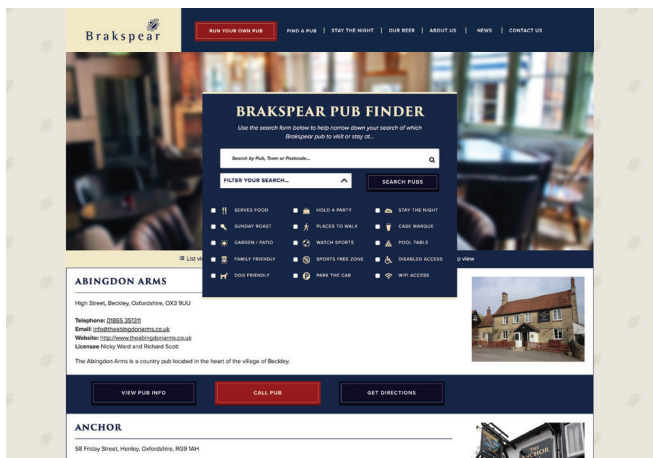 Brakspear
RUN YOUR OWN PUB
FIND A PUB | STAY THE NIGHT | OUR BEER | ABOUT US | NEWS | CONTACT US
BRAKSPEAR PUB FINDER
Use the search form below to help narrow down your search of which
Brakspear pub to visit or stay at...
Search by Pub, Town or Postcode...
FILTER YOUR SEARCH...
SEARCH PUBS
SERVES FOOD
HOLD A PARTY
STAY THE NIGHT
SUNDAY ROAST
PLACES TO WALK
CASK MARQUE
GARDEN / PATIO
WATCH SPORTS
POOL TABLE
FAMILY FRIENDLY
SPORTS FREE ZONE
DISABLED ACCESS
DOG FRIENDLY
PARK THE CAR
WIFI ACCESS
List vie
p view
ABINGDON ARMS
High Street, Beckley, Oxfordshire, OX3 9UU
Telephone: 01865 351311
Email: info@theabingdonarms.co.uk
Website: http://www.theabingdonarms.co.uk
Licensee Nicky Ward and Richard Scott
The Abingdon Arms is a country pub located in the heart of the village of Beckley.
VIEW PUB INFO
CALL PUB
GET DIRECTIONS
ANCHOR
58 Friday Street, Henley, Oxfordshire, RG9 1AH
THE
ANCHOR